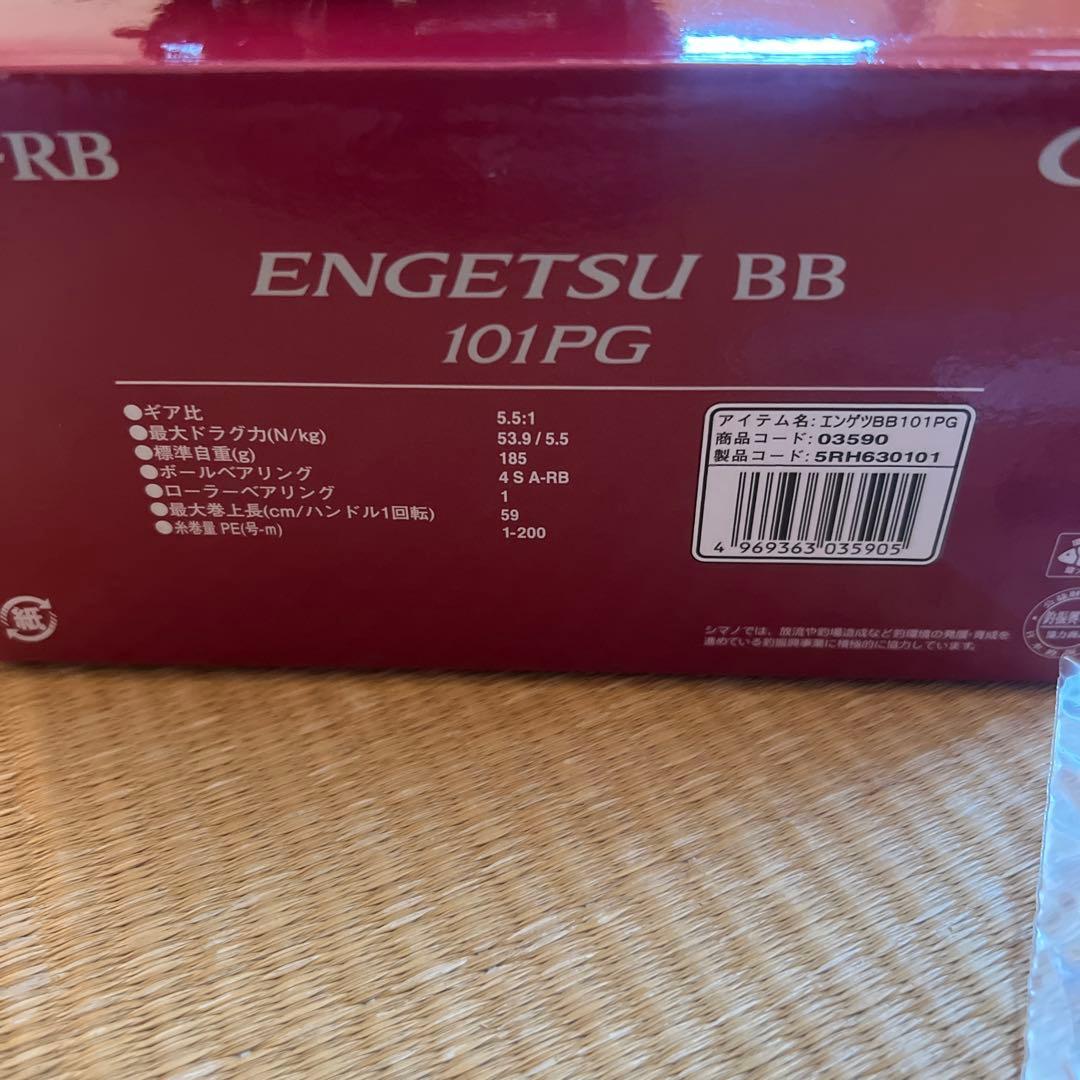 -RB
ENGETSU BB
101PG
●ギア比 5.5:1
●最大ドラグ力(N/kg) 53.9 / 5.5
●標準自重(g) 185
●ボールベアリング 4 S A-RB
●ローラーベアリング 1
●最大巻上長(cm/ハンドル1回転) 59
●糸巻量 PE(号-m) 1-200
アイテム名: エンゲツBB101PG
商品コード: 03590
製品コード: 5RH630101
4 969363 035905
シマノでは、放流や釣場造成など釣環境の発展・育成を
進めている釣振興事業に積極的に協力しています。
紙